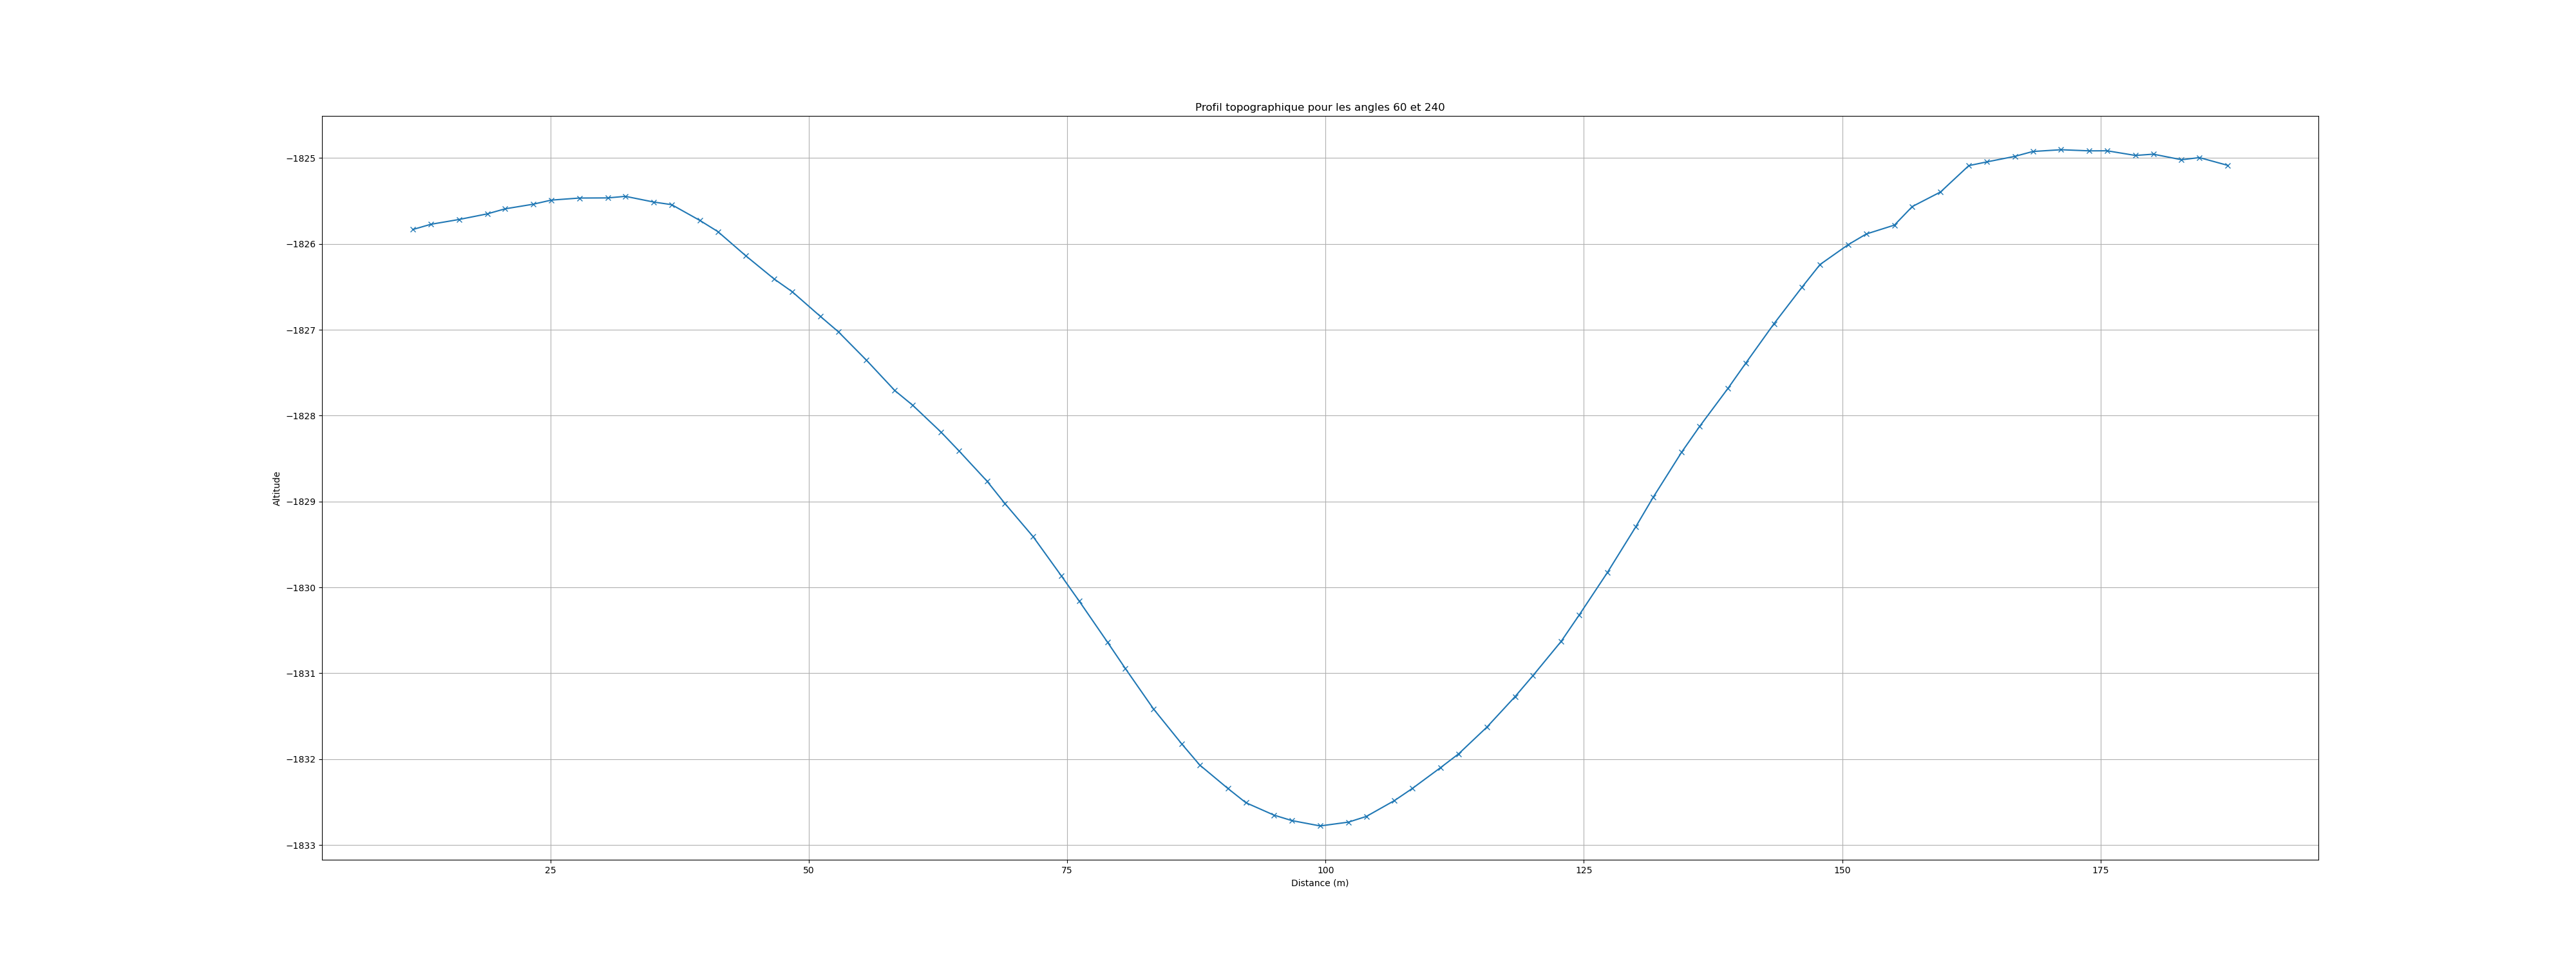 Profil topographique pour les angles 60 et 240
−1825
−1826
−1827
−1828
−1829
−1830
−1831
−1832
−1833
Altitude
25 50 75 100 125 150 175
Distance (m)